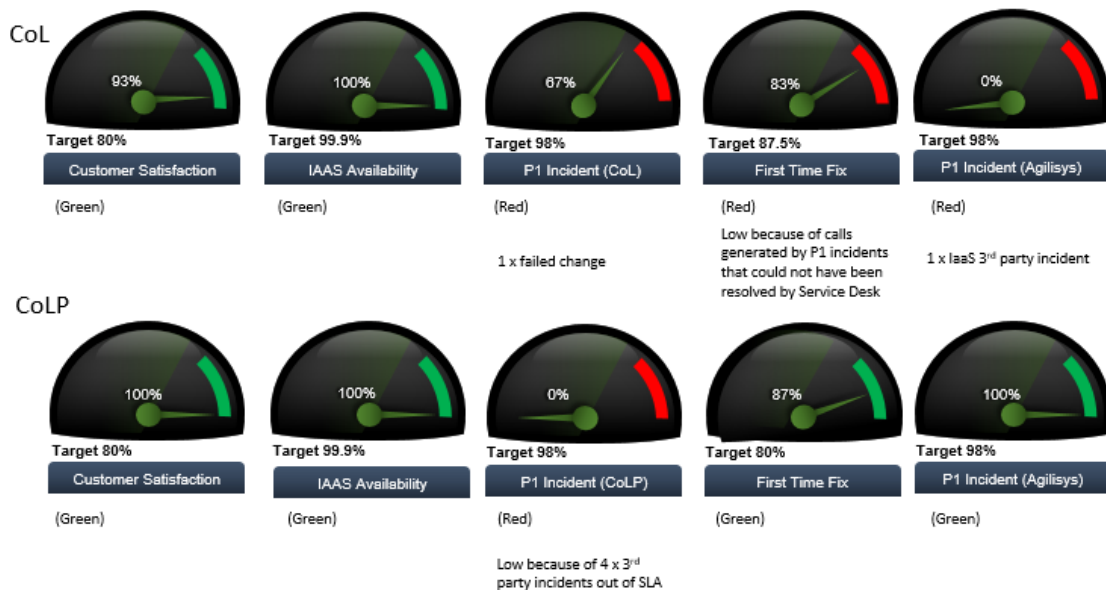 CoL
93%
100%
67%
83%
0%
Target 80%
Target 99.9%
Target 98%
Target 87.5%
Target 98%
Customer Satisfaction
IAAS Availability
P1 Incident (CoL)
First Time Fix
P1 Incident (Agilisys)
(Green)
(Green)
(Red)
(Red)
(Red)
1 x failed change
Low because of calls
generated by P1 incidents
that could not have been
resolved by Service Desk
1 x IaaS 3rd party incident
CoLP
100%
100%
0%
87%
100%
Target 80%
Target 99.9%
Target 98%
Target 80%
Target 98%
Customer Satisfaction
IAAS Availability
P1 Incident (CoLP)
First Time Fix
P1 Incident (Agilisys)
(Green)
(Green)
(Red)
(Green)
(Green)
Low because of 4 x 3rd
party incidents out of SLA